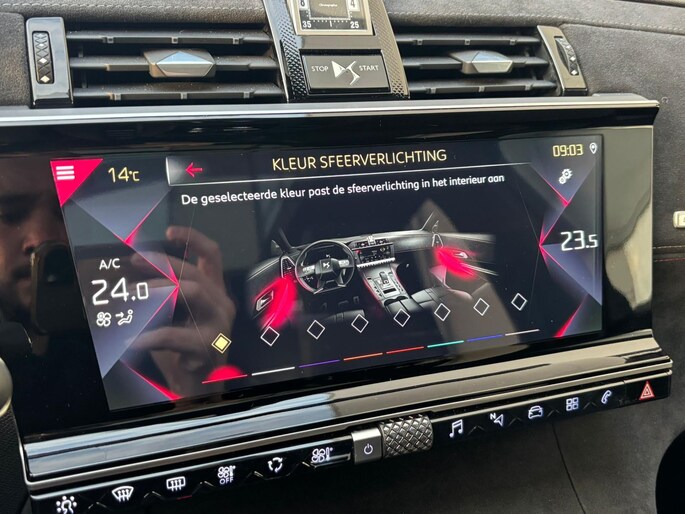 35
25
STOP START
KLEUR SFEERVERLICHTING
09:03
14°C
De geselecteerde kleur past de sfeerverlichting in het interieur aan
A/C
24.0
23.5
OFF
N